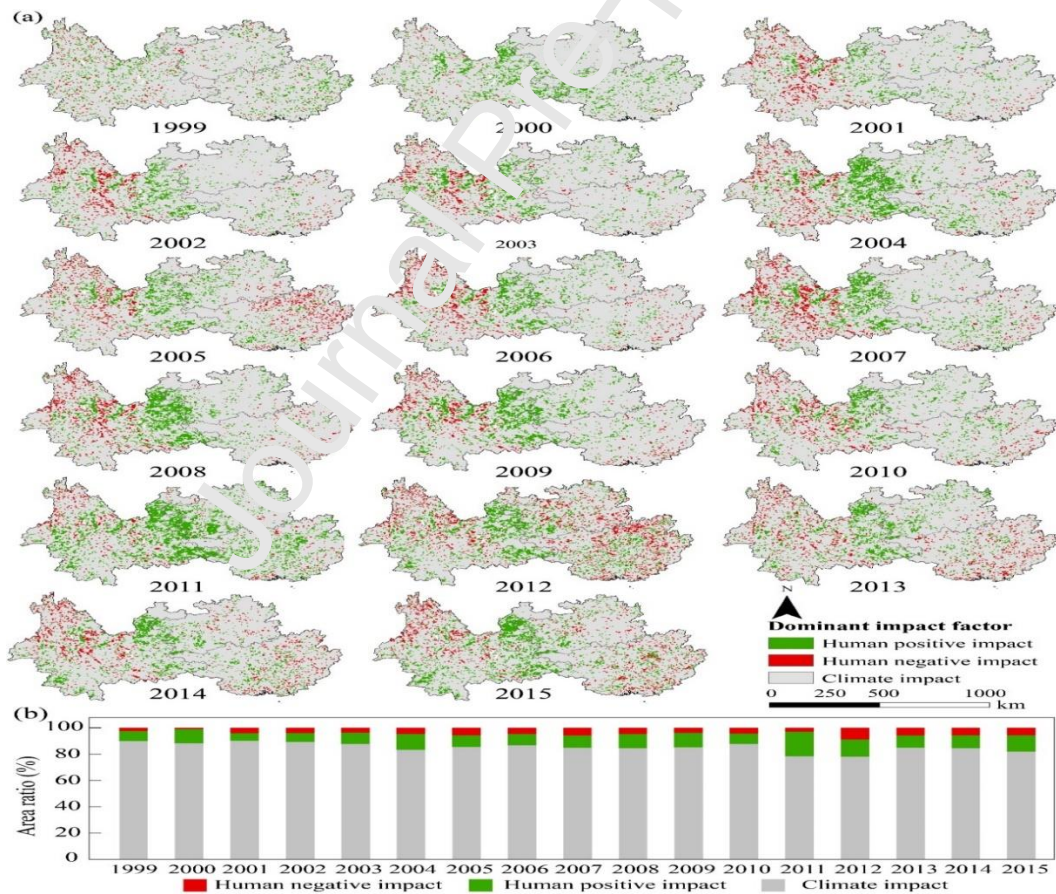 (a)
1999
2000
2001
2002
2003
2004
2005
2006
2007
2008
2009
2010
2011
2012
2013
2014
2015
N
Dominant impact factor
Human positive impact
Human negative impact
Climate impact
0 250 500 1000
km
(b)
100
80
60
40
20
0
Area ratio (%)
1999 2000 2001 2002 2003 2004 2005 2006 2007 2008 2009 2010 2011 2012 2013 2014 2015
Human negative impact Human positive impact Climate impact
Journal Pre-